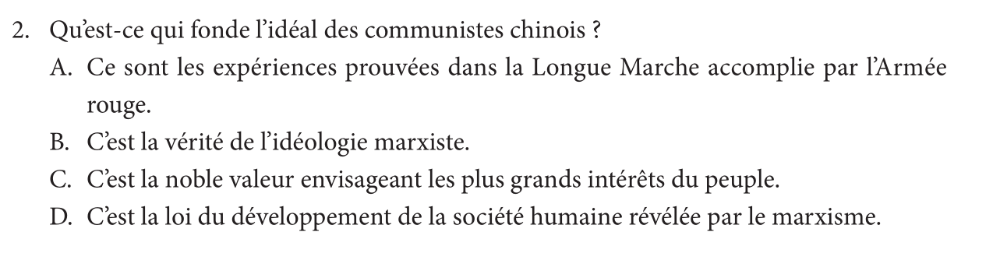 2. Qu'est-ce qui fonde l'idéal des communistes chinois ?
A. Ce sont les expériences prouvées dans la Longue Marche accomplie par l'Armée
rouge.
B. C'est la vérité de l'idéologie marxiste.
C. C'est la noble valeur envisageant les plus grands intérêts du peuple.
D. C'est la loi du développement de la société humaine révélée par le marxisme.